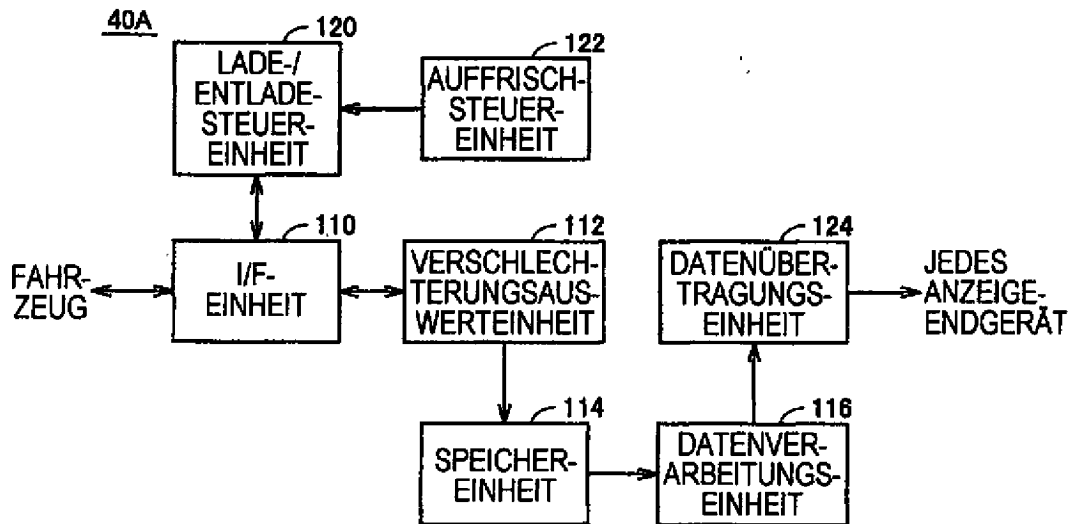 40A
120
LADE-/
ENTLADE-
STEUER-
EINHEIT
122
AUFFRISCH-
STEUER-
EINHEIT
FAHR-
ZEUG
110
I/F-
EINHEIT
112
VERSCHLECH-
TERUNGSAUS-
WERTEINHEIT
124
DATENÜBER-
TRAGUNGS-
EINHEIT
JEDES
ANZEIGE-
ENDGERÄT
114
SPEICHER-
EINHEIT
116
DATENVER-
ARBEITUNGS-
EINHEIT